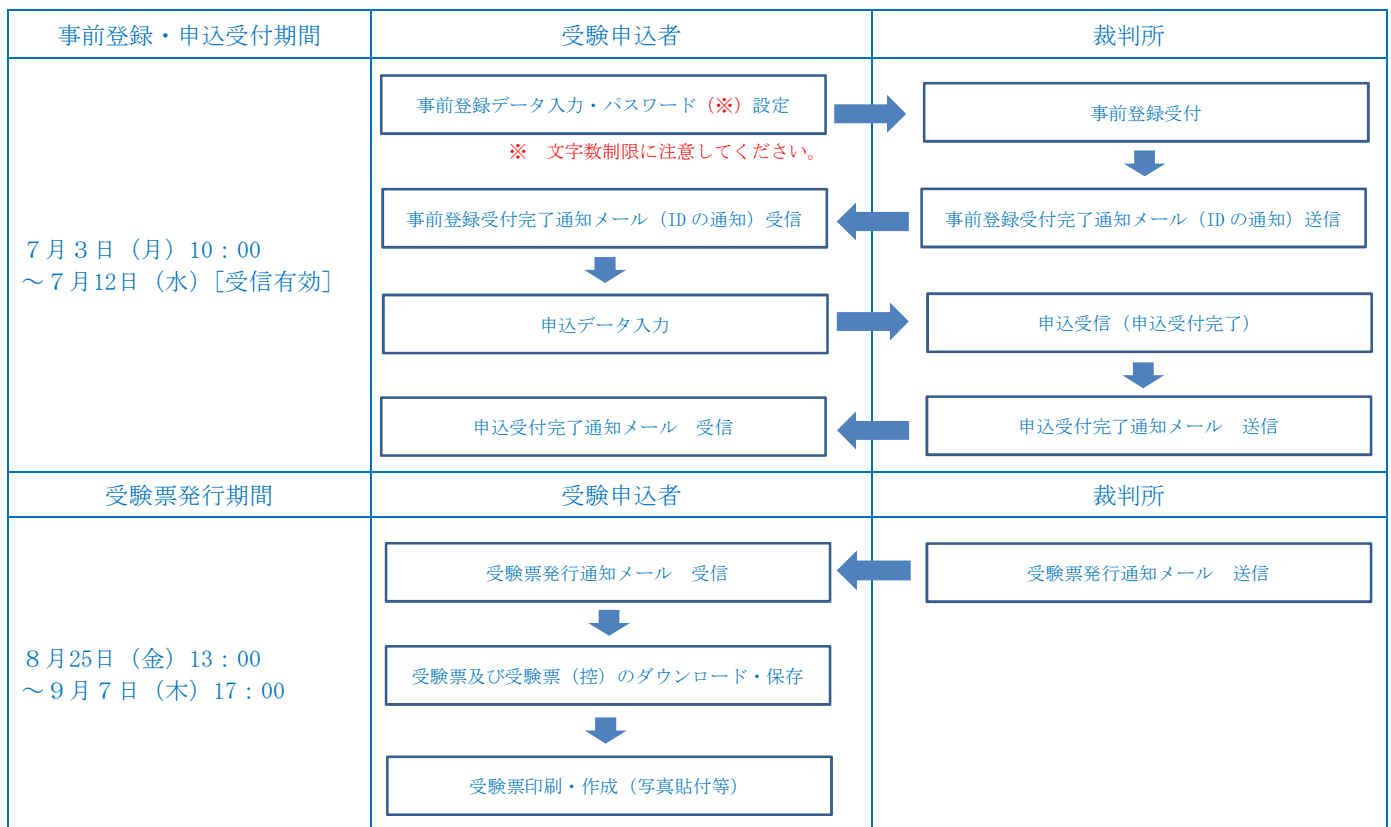 事前登録・申込受付期間
受験申込者
裁判所
7月3日（月）10：00
～7月12日（水）[受信有効]
事前登録データ入力・パスワード（※）設定
※　文字数制限に注意してください。
事前登録受付
事前登録受付完了通知メール（IDの通知）受信
事前登録受付完了通知メール（IDの通知）送信
申込データ入力
申込受信（申込受付完了）
申込受付完了通知メール　受信
申込受付完了通知メール　送信
受験票発行期間
受験申込者
裁判所
8月25日（金）13：00
～9月7日（木）17：00
受験票発行通知メール　受信
受験票発行通知メール　送信
受験票及び受験票（控）のダウンロード・保存
受験票印刷・作成（写真貼付等）